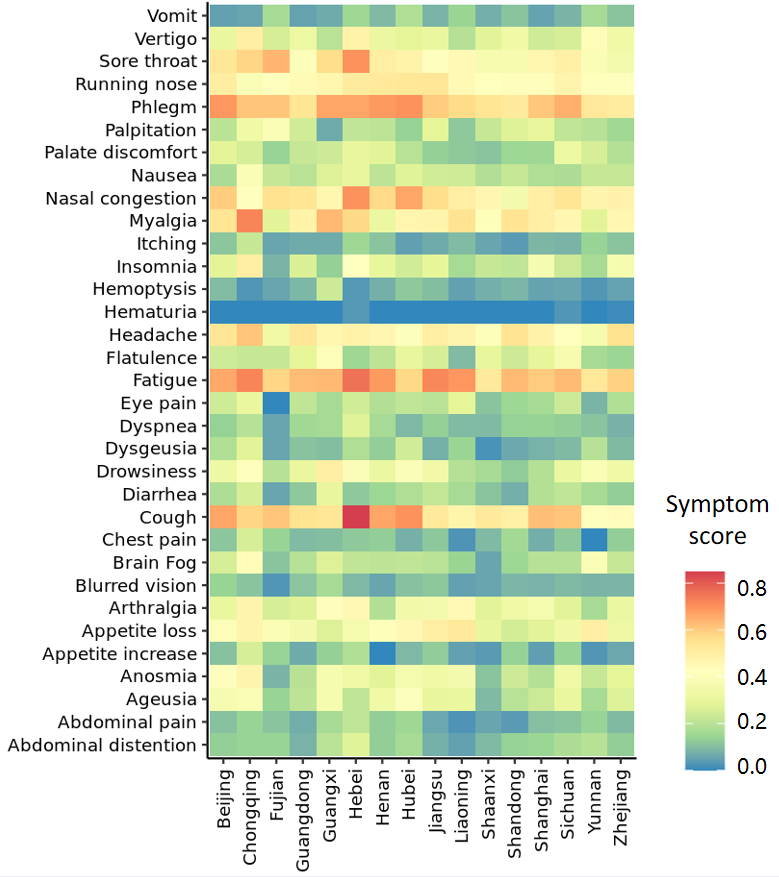 Vomit
Vertigo
Sore throat
Running nose
Phlegm
Palpitation
Palate discomfort
Nausea
Nasal congestion
Myalgia
Itching
Insomnia
Hemoptysis
Hematuria
Headache
Flatulence
Fatigue
Eye pain
Dyspnea
Dysgeusia
Drowsiness
Diarrhea
Cough
Chest pain
Brain Fog
Blurred vision
Arthralgia
Appetite loss
Appetite increase
Anosmia
Ageusia
Abdominal pain
Abdominal distention
Beijing
Chongqing
Fujian
Guangdong
Guangxi
Hebei
Henan
Hubei
Jiangsu
Liaoning
Shaanxi
Shandong
Shanghai
Sichuan
Yunnan
Zhejiang
Symptom
score
0.8
0.6
0.4
0.2
0.0